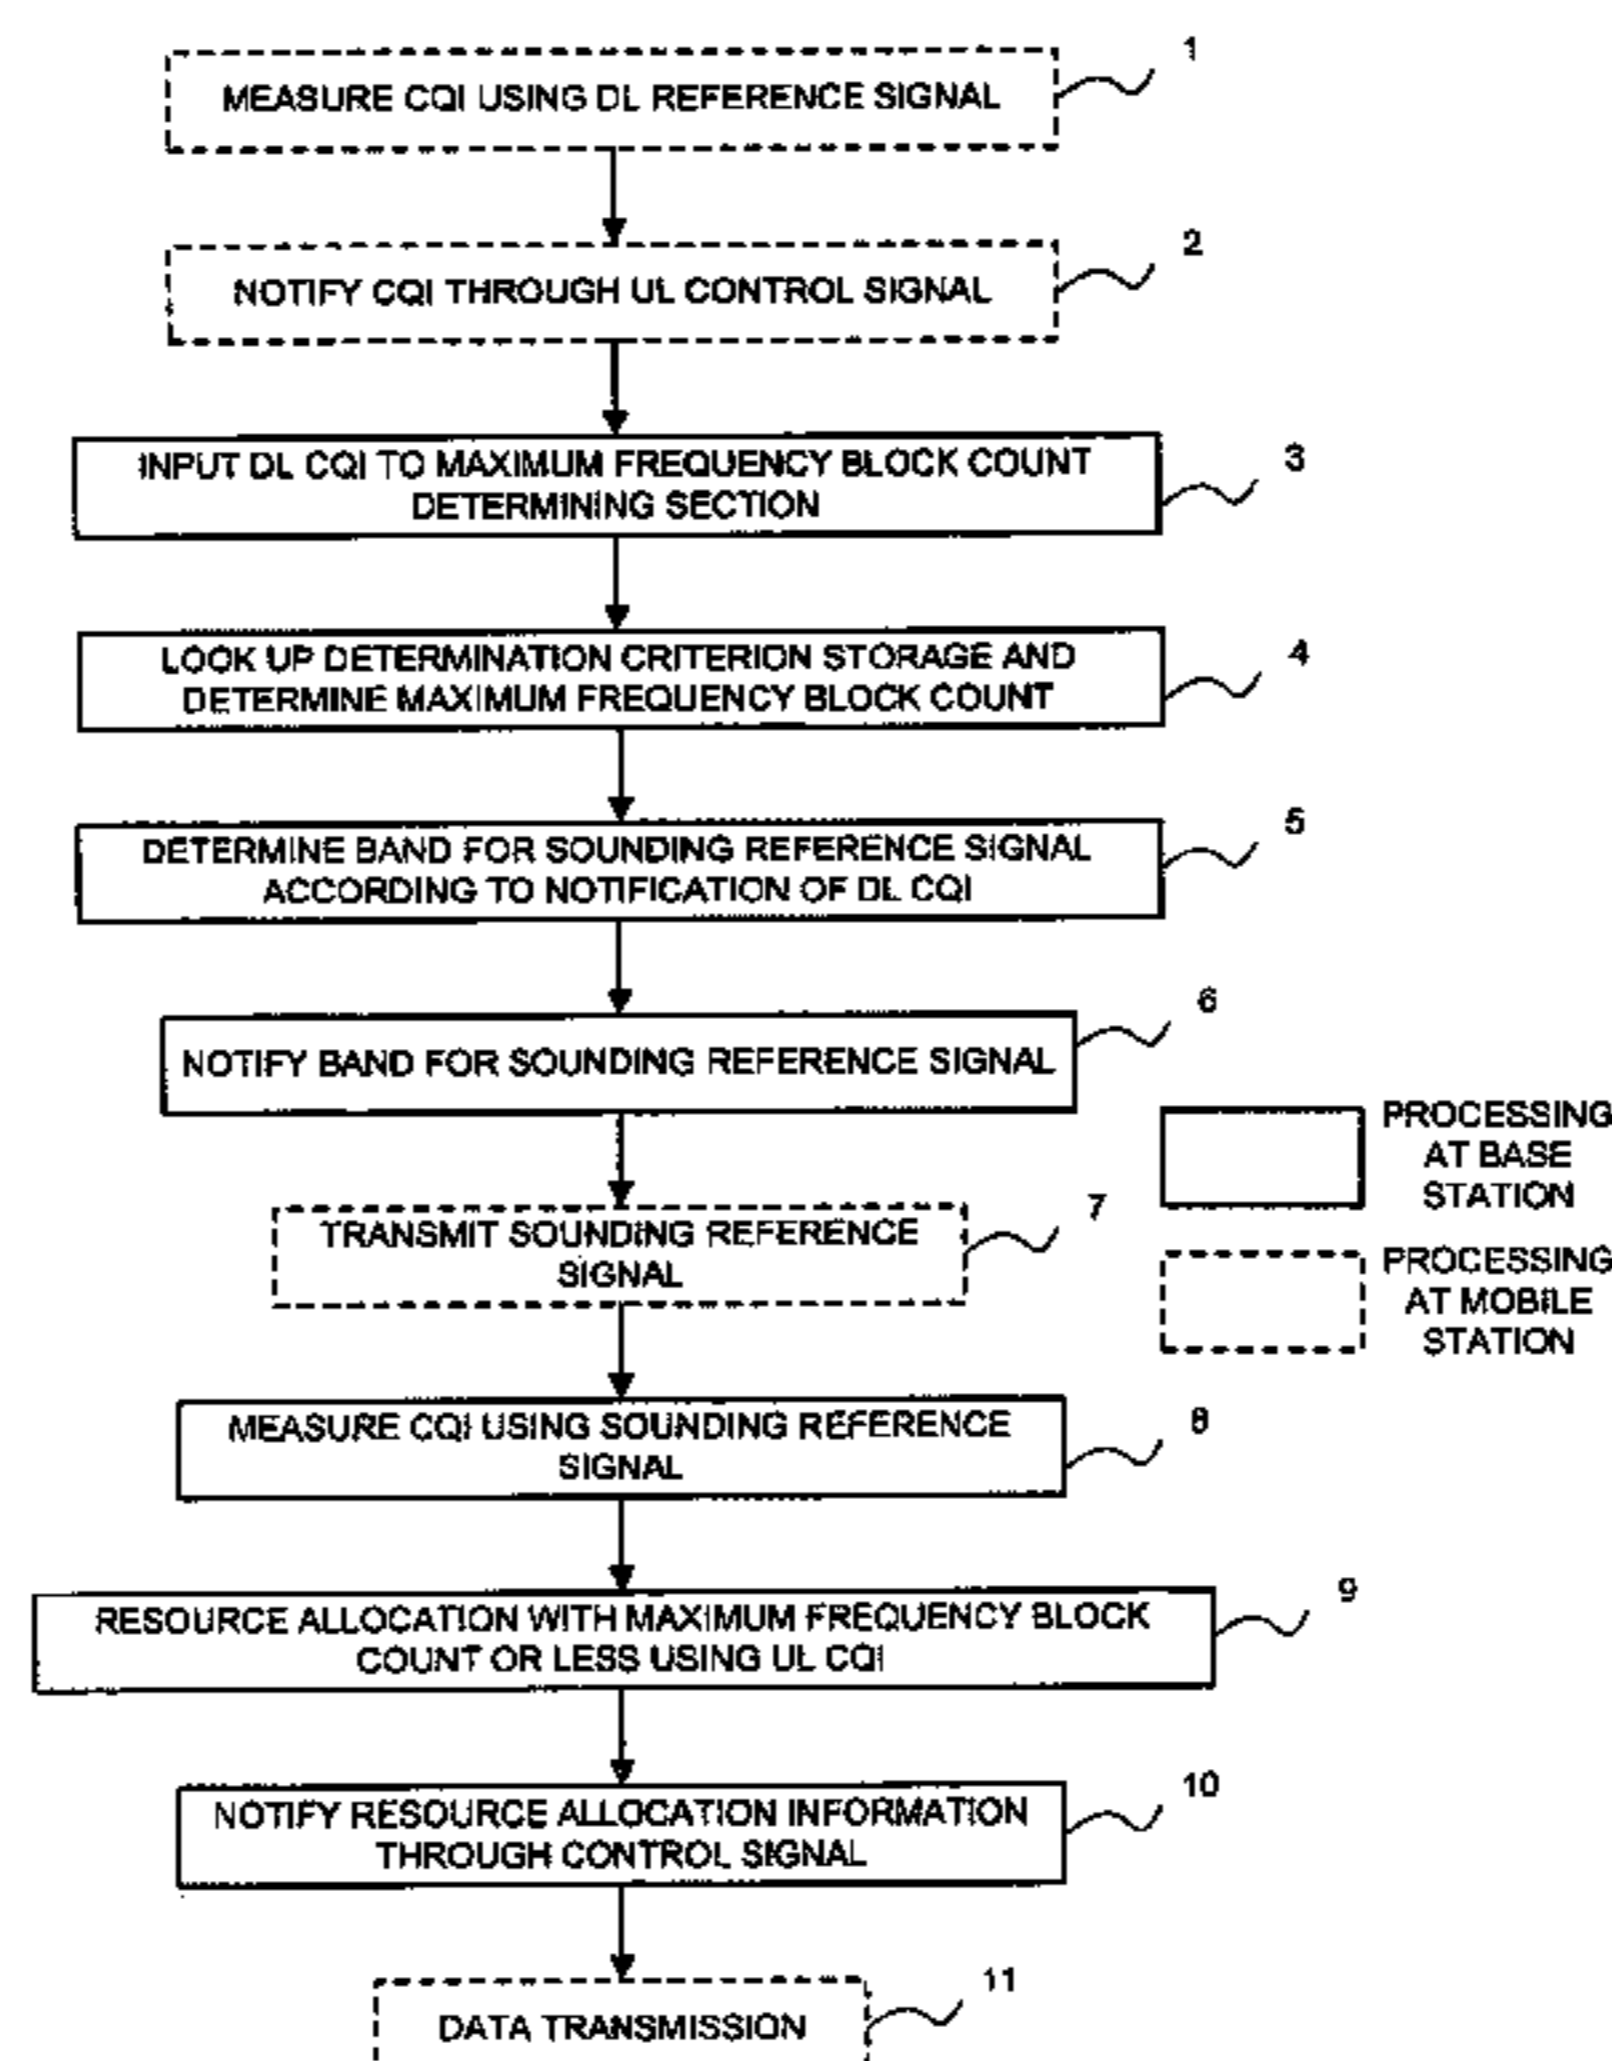 1
MEASURE CQI USING DL REFERENCE SIGNAL
2
NOTIFY CQI THROUGH UL CONTROL SIGNAL
3
INPUT DL CQI TO MAXIMUM FREQUENCY BLOCK COUNT
DETERMINING SECTION
4
LOOK UP DETERMINATION CRITERION STORAGE AND
DETERMINE MAXIMUM FREQUENCY BLOCK COUNT
5
DETERMINE BAND FOR SOUNDING REFERENCE SIGNAL
ACCORDING TO NOTIFICATION OF DL CQI
6
NOTIFY BAND FOR SOUNDING REFERENCE SIGNAL
PROCESSING
AT BASE
STATION
7
TRANSMIT SOUNDING REFERENCE
SIGNAL
PROCESSING
AT MOBILE
STATION
8
MEASURE CQI USING SOUNDING REFERENCE
SIGNAL
9
RESOURCE ALLOCATION WITH MAXIMUM FREQUENCY BLOCK
COUNT OR LESS USING UL CQI
10
NOTIFY RESOURCE ALLOCATION INFORMATION
THROUGH CONTROL SIGNAL
11
DATA TRANSMISSION